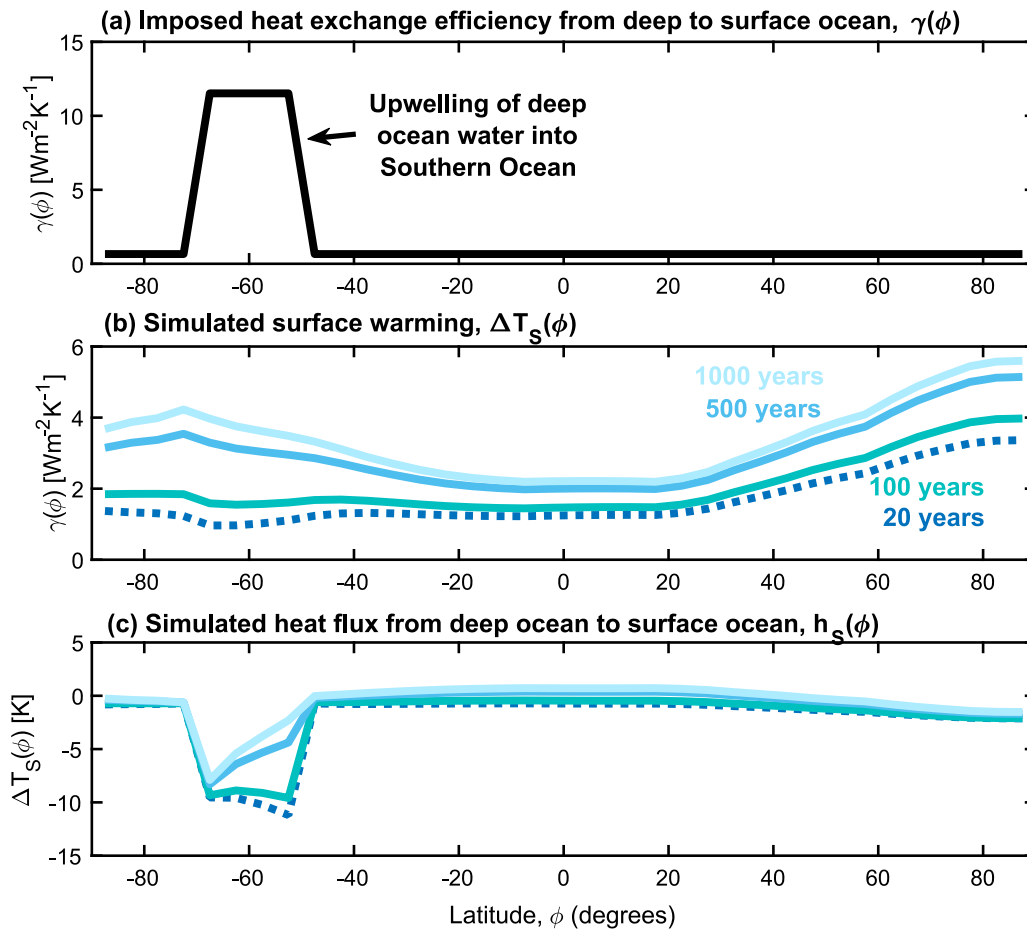 (a) Imposed heat exchange efficiency from deep to surface ocean, γ(ϕ)
15
10
5
0
γ(ϕ) [Wm⁻²K⁻¹]
Upwelling of deep
ocean water into
Southern Ocean
-80 -60 -40 -20 0 20 40 60 80
(b) Simulated surface warming, ΔT_S(ϕ)
6
4
2
0
γ(ϕ) [Wm⁻²K⁻¹]
1000 years
500 years
100 years
20 years
-80 -60 -40 -20 0 20 40 60 80
(c) Simulated heat flux from deep ocean to surface ocean, h_S(ϕ)
0
-5
-10
-15
ΔT_S(ϕ) [K]
-80 -60 -40 -20 0 20 40 60 80
Latitude, ϕ (degrees)